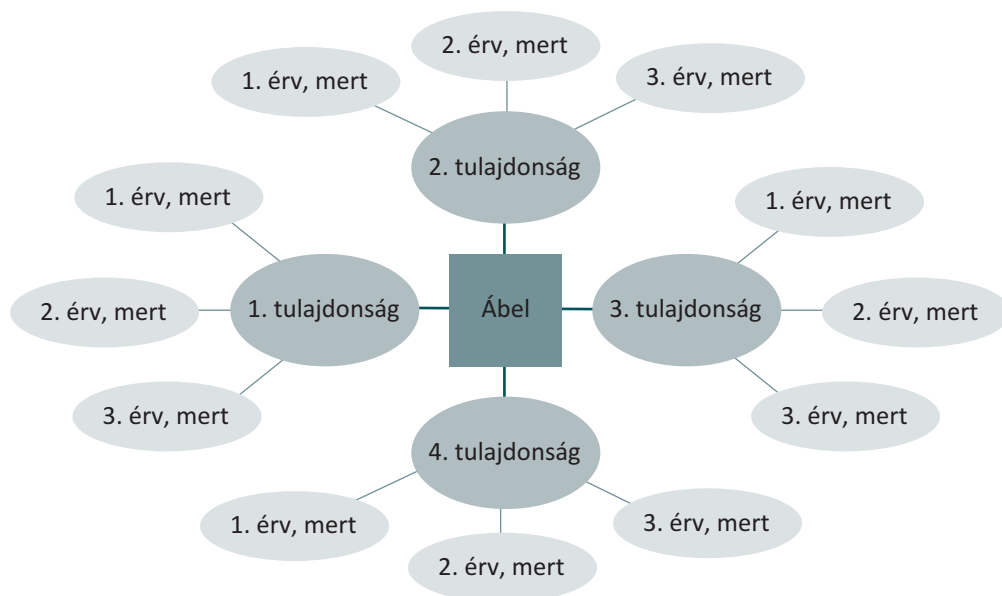 2. érv, mert
1. érv, mert
3. érv, mert
2. tulajdonság
1. érv, mert
1. érv, mert
2. érv, mert
1. tulajdonság
Ábel
3. tulajdonság
2. érv, mert
3. érv, mert
3. érv, mert
4. tulajdonság
1. érv, mert
3. érv, mert
2. érv, mert